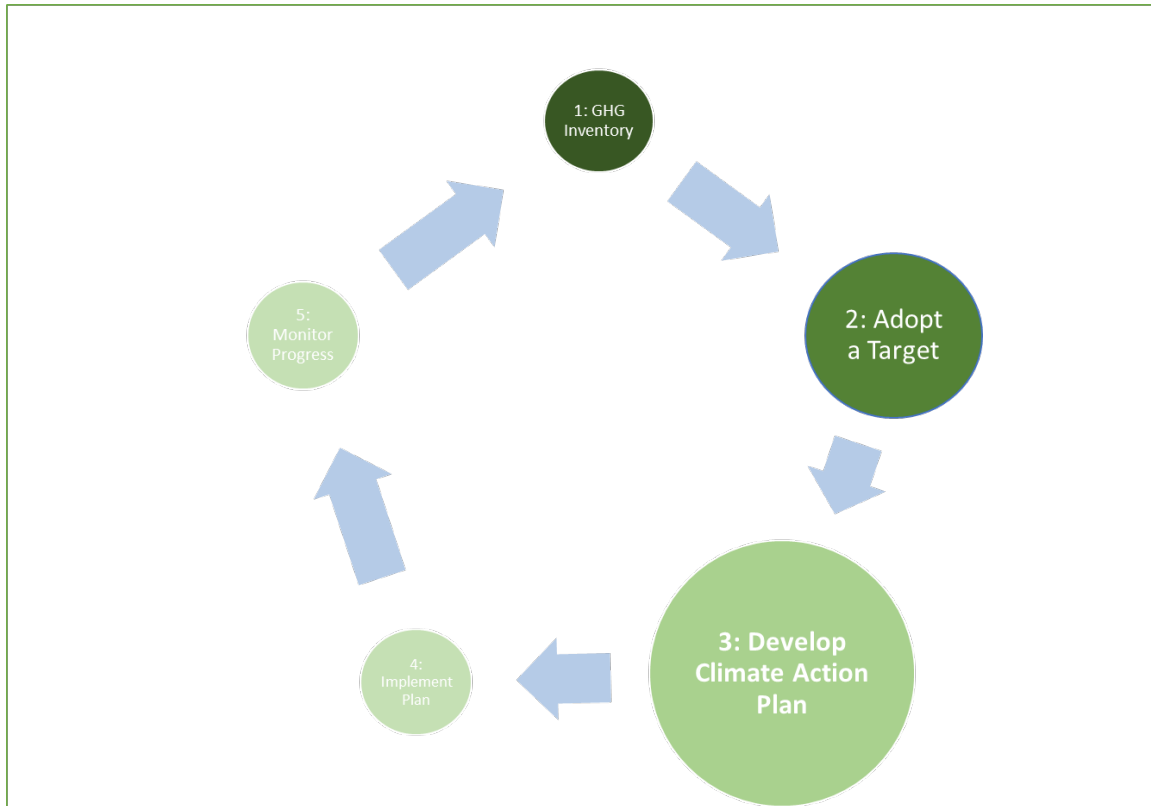 1: GHG
Inventory
2: Adopt
a Target
3: Develop
Climate Action
Plan
4:
Implement
Plan
5:
Monitor
Progress